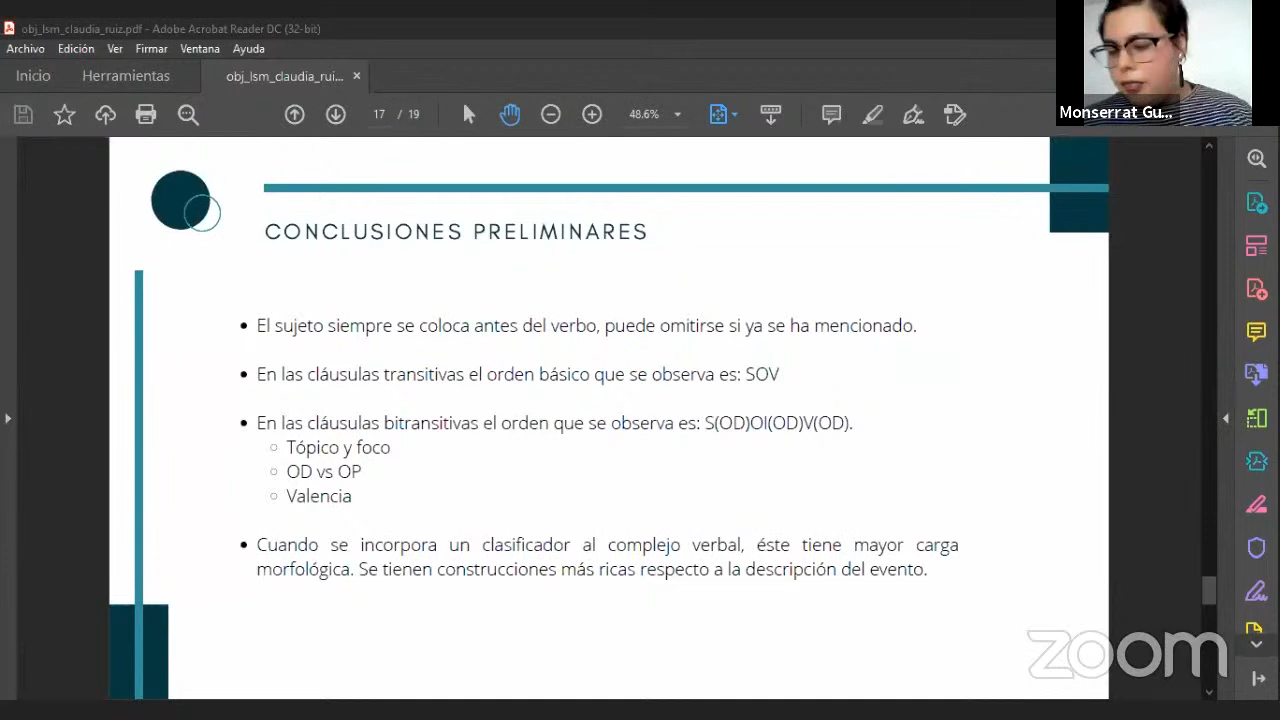 obj_lsm_claudia_ruiz.pdf - Adobe Acrobat Reader DC (32-bit)
Archivo Edición Ver Firmar Ventana Ayuda
Inicio Herramientas obj_lsm_claudia_rui... ×
17 / 19 48.6%
Monserrat Gu...
CONCLUSIONES PRELIMINARES
• El sujeto siempre se coloca antes del verbo, puede omitirse si ya se ha mencionado.
• En las cláusulas transitivas el orden básico que se observa es: SOV
• En las cláusulas bitransitivas el orden que se observa es: S(OD)OI(OD)V(OD).
○ Tópico y foco
○ OD vs OP
○ Valencia
• Cuando se incorpora un clasificador al complejo verbal, éste tiene mayor carga
morfológica. Se tienen construcciones más ricas respecto a la descripción del evento.
zoom